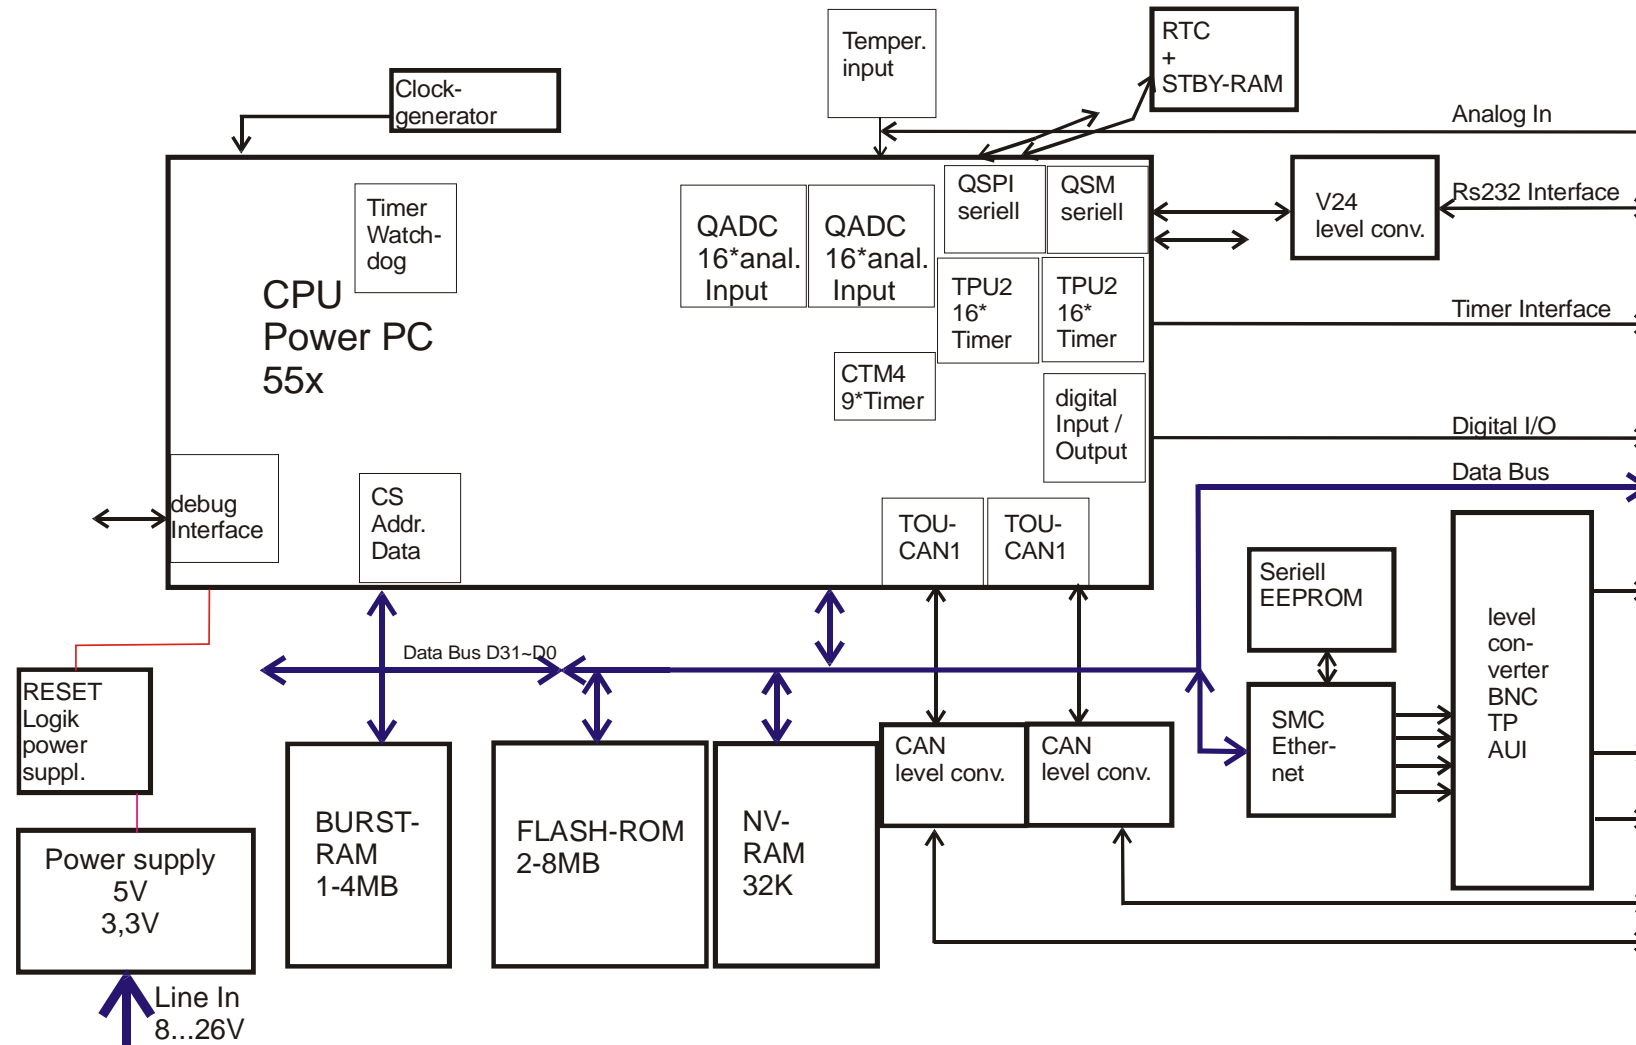 Temper.
input
RTC
+
STBY-RAM
Clock-
generator
Analog In
Timer
Watch-
dog
QADC
16*anal.
Input
QADC
16*anal.
Input
QSPI
seriell
QSM
seriell
V24
level conv.
Rs232 Interface
CPU
Power PC
55x
TPU2
16*
Timer
TPU2
16*
Timer
Timer Interface
CTM4
9*Timer
digital
Input /
Output
Digital I/O
Data Bus
debug
Interface
CS
Addr.
Data
TOU-
CAN1
TOU-
CAN1
Seriell
EEPROM
level
con-
verter
BNC
TP
AUI
Data Bus D31~D0
RESET
Logik
power
suppl.
SMC
Ether-
net
CAN
level conv.
CAN
level conv.
BURST-
RAM
1-4MB
FLASH-ROM
2-8MB
NV-
RAM
32K
Power supply
5V
3,3V
Line In
8...26V